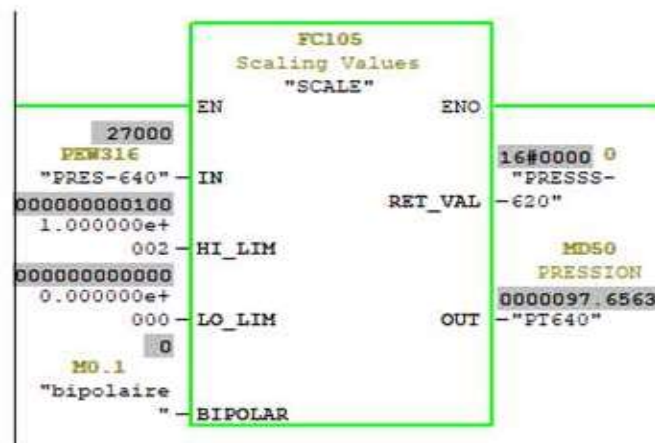 FC105
Scaling Values
"SCALE"
EN ENO
27000
PEW316
"PRES-640" IN
16#0000 0
"PRESSS-
RET_VAL 620"
000000000100
1.000000e+
002 HI_LIM
MD50
PRESSION
000000000000
0.000000e+
0000097.6563
000 LO_LIM OUT "PT640"
0
M0.1
"bipolaire
" BIPOLAR